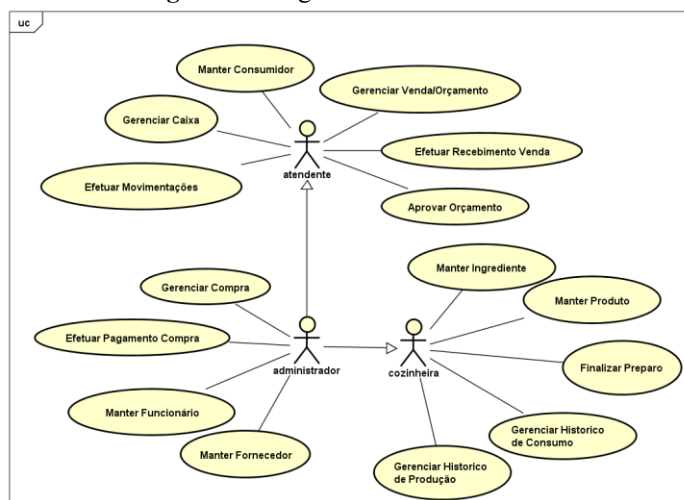 uc
Manter Consumidor
Gerenciar Venda/Orçamento
Gerenciar Caixa
Efetuar Recebimento Venda
Efetuar Movimentações
atendente
Aprovar Orçamento
Manter Ingrediente
Gerenciar Compra
Manter Produto
Efetuar Pagamento Compra
administrador
cozinheira
Finalizar Preparo
Manter Funcionário
Gerenciar Historico
de Consumo
Manter Fornecedor
Gerenciar Historico
de Produção